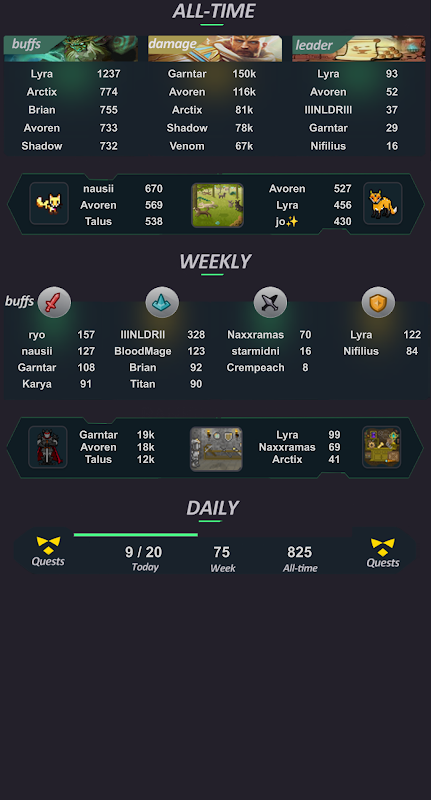 ALL-TIME
buffs damage leader
Lyra 1237 Garntar 150k Lyra 93
Arctix 774 Avoren 116k Avoren 52
Brian 755 Arctix 81k IIINLDRIII 37
Avoren 733 Shadow 78k Garntar 29
Shadow 732 Venom 67k Nifilius 16
nausii 670 Avoren 527
Avoren 569 Lyra 456
Talus 538 jo✨ 430
WEEKLY
buffs
ryo 157 IIINLDRII 328 Naxxramas 70 Lyra 122
nausii 127 BloodMage 123 starmidni 16 Nifilius 84
Garntar 108 Brian 92 Crempeach 8
Karya 91 Titan 90
Garntar 19k Lyra 99
Avoren 18k Naxxramas 69
Talus 12k Arctix 41
DAILY
9 / 20 75 825
Quests Today Week All-time Quests